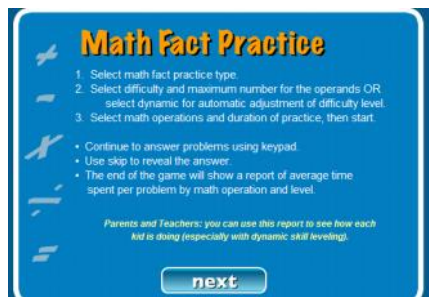 Math Fact Practice
1. Select math fact practice type.
2. Select difficulty and maximum number for the operands OR
select dynamic for automatic adjustment of difficulty level.
3. Select math operations and duration of practice, then start.
• Continue to answer problems using keypad.
• Use skip to reveal the answer.
• The end of the game will show a report of average time
spent per problem by math operation and level.
Parents and Teachers: you can use this report to see how each
kid is doing (especially with dynamic skill leveling).
next